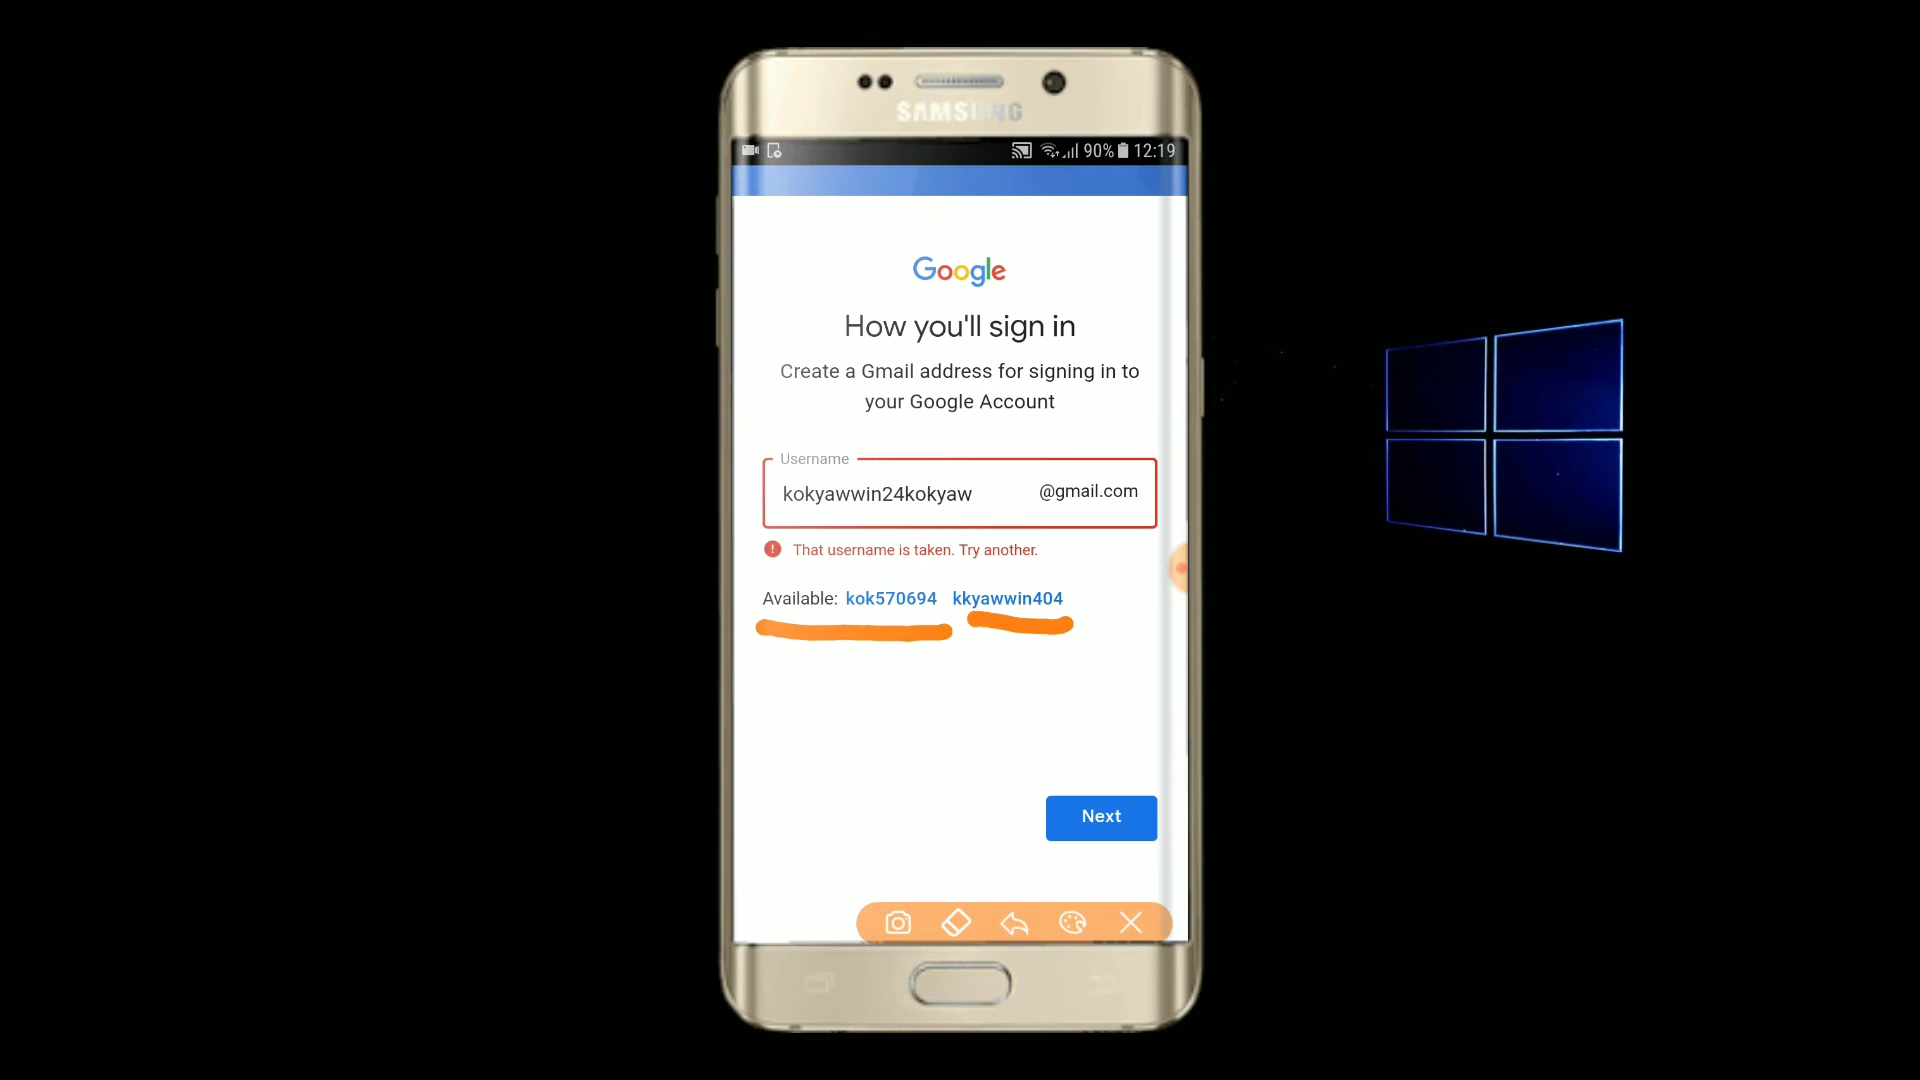 SAMSUNG
90% 12:19
Google
How you'll sign in
Create a Gmail address for signing in to
your Google Account
Username
kokyawwin24kokyaw @gmail.com
That username is taken. Try another.
Available: kok570694 kkyawwin404
Next